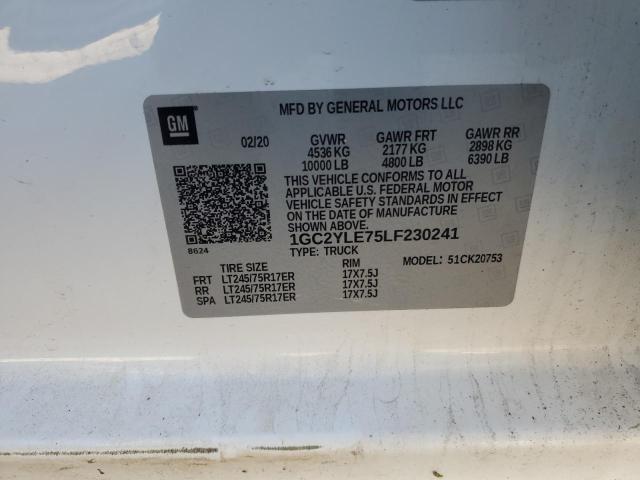 GM
MFD BY GENERAL MOTORS LLC
02/20 GVWR GAWR FRT GAWR RR
4536 KG 2177 KG 2898 KG
10000 LB 4800 LB 6390 LB
THIS VEHICLE CONFORMS TO ALL
APPLICABLE U.S. FEDERAL MOTOR
VEHICLE SAFETY STANDARDS IN EFFECT
ON THE DATE OF MANUFACTURE
SHOWN ABOVE.
1GC2YLE75LF230241
8624
TYPE: TRUCK MODEL: 51CK20753
TIRE SIZE RIM
FRT LT245/75R17ER 17X7.5J
RR LT245/75R17ER 17X7.5J
SPA LT245/75R17ER 17X7.5J